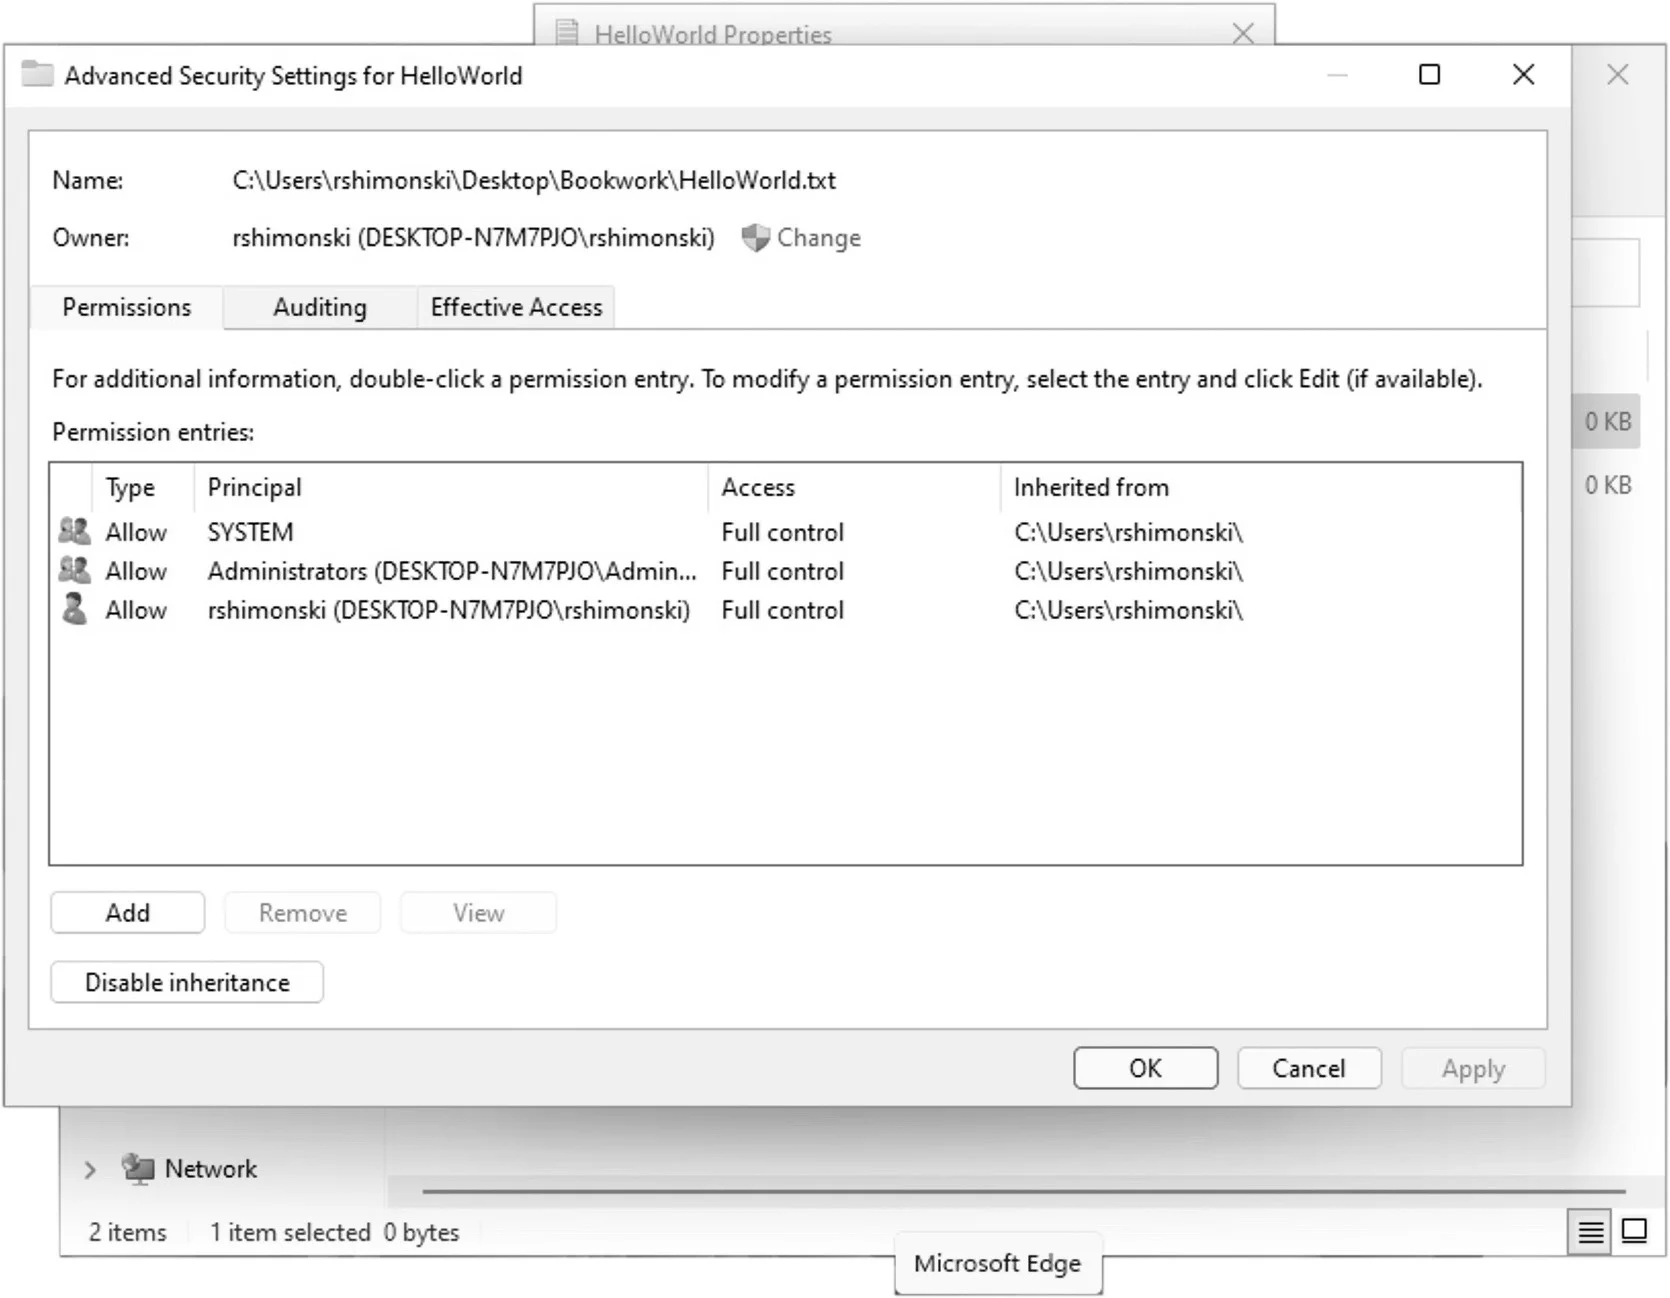 HelloWorld Properties
Advanced Security Settings for HelloWorld
Name: C:\Users\rshimonski\Desktop\Bookwork\HelloWorld.txt
Owner: rshimonski (DESKTOP-N7M7PJO\rshimonski) Change
Permissions Auditing Effective Access
For additional information, double-click a permission entry. To modify a permission entry, select the entry and click Edit (if available).
Permission entries:
Type Principal Access Inherited from
Allow SYSTEM Full control C:\Users\rshimonski\
Allow Administrators (DESKTOP-N7M7PJO\Admin... Full control C:\Users\rshimonski\
Allow rshimonski (DESKTOP-N7M7PJO\rshimonski) Full control C:\Users\rshimonski\
0 KB
0 KB
Add Remove View
Disable inheritance
OK Cancel Apply
Network
2 items 1 item selected 0 bytes
Microsoft Edge